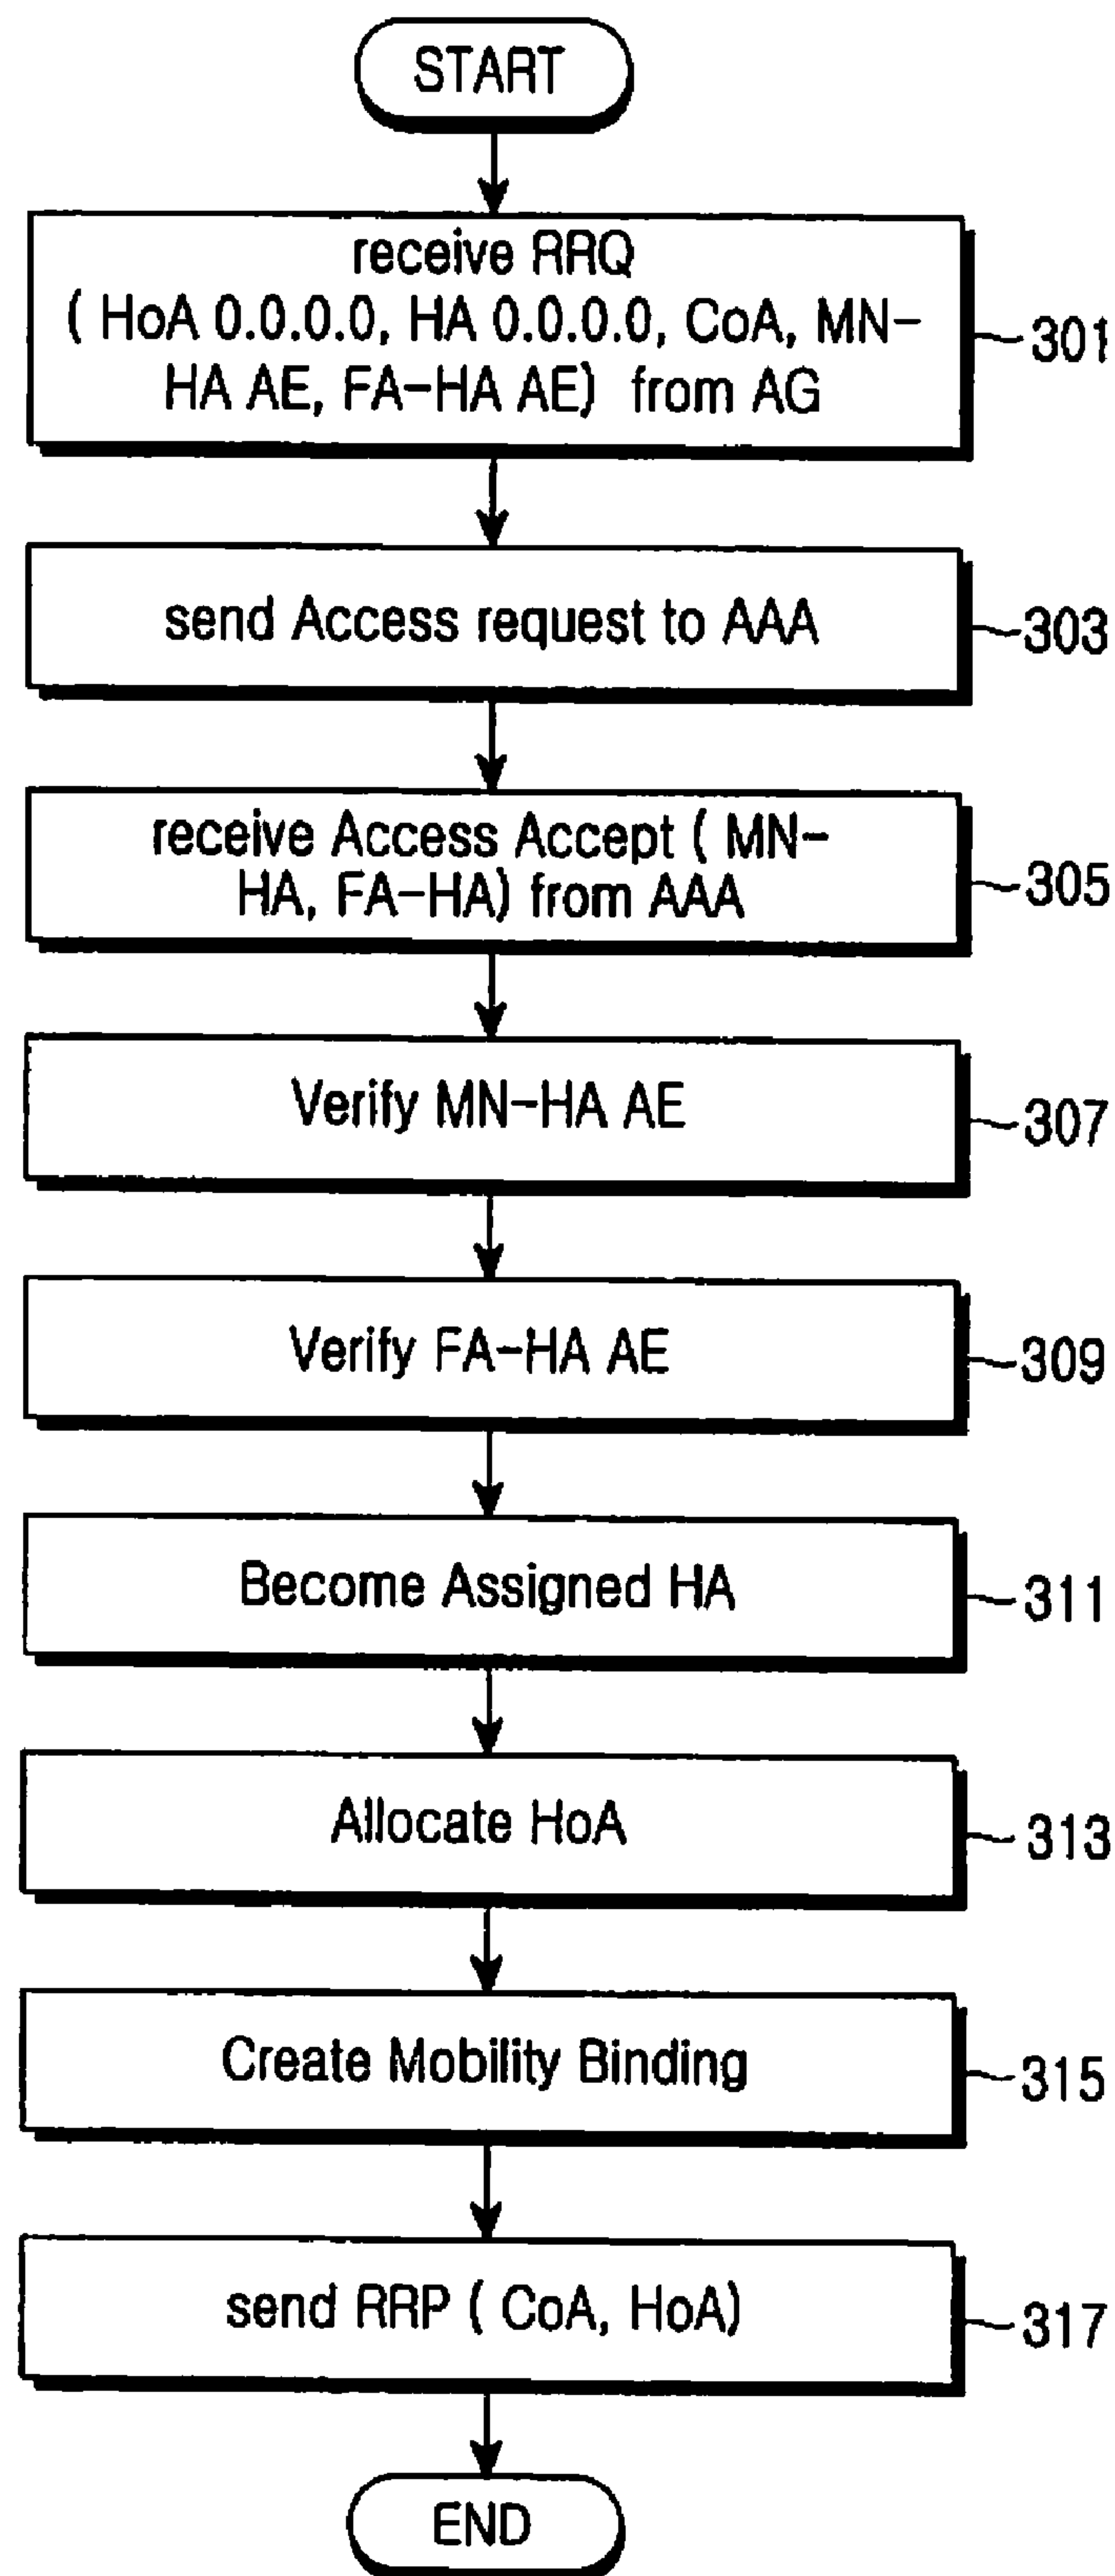 START
receive RRQ
( HoA 0.0.0.0, HA 0.0.0.0, CoA, MN-
HA AE, FA-HA AE) from AG
301
send Access request to AAA
303
receive Access Accept ( MN-
HA, FA-HA) from AAA
305
Verify MN-HA AE
307
Verify FA-HA AE
309
Become Assigned HA
311
Allocate HoA
313
Create Mobility Binding
315
send RRP ( CoA, HoA)
317
END